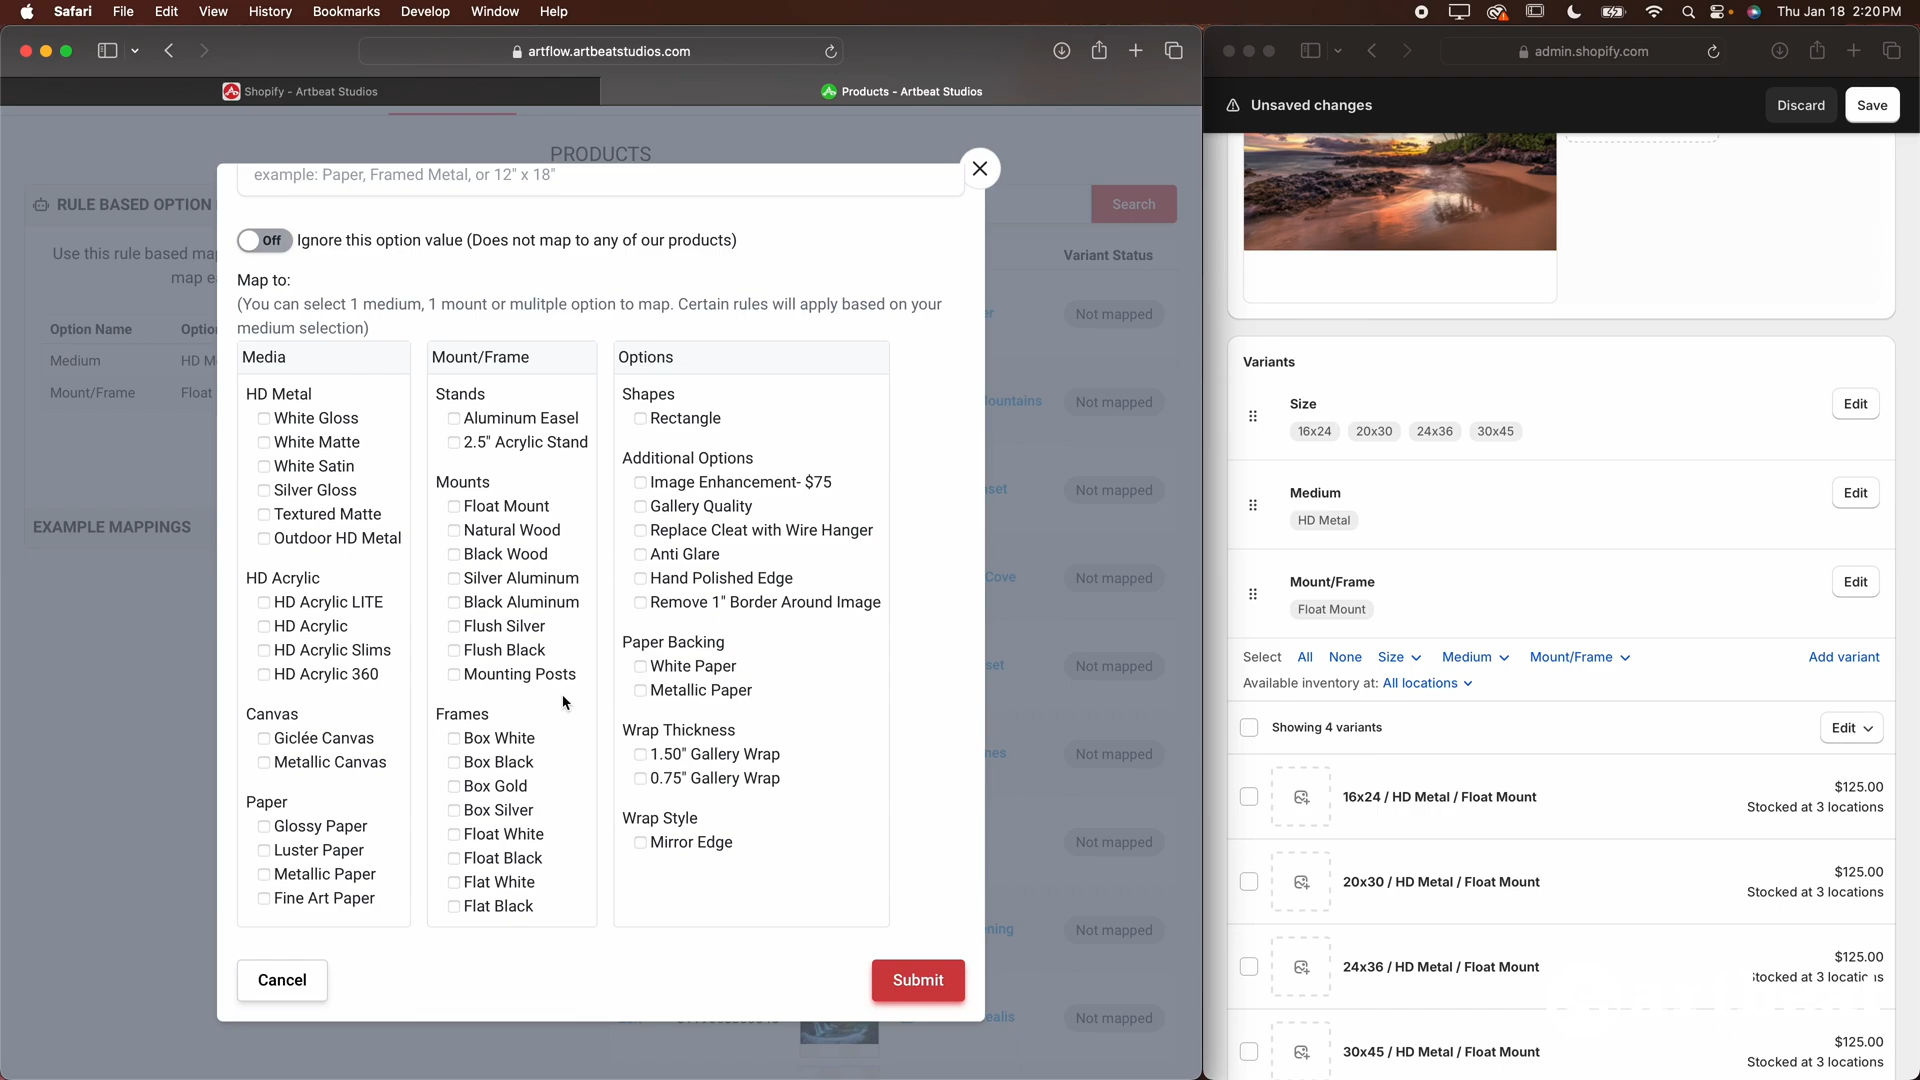 Safari File Edit View History Bookmarks Develop Window Help
Thu Jan 18 2:20 PM
artflow.artbeatstudios.com
Shopify - Artbeat Studios
Products - Artbeat Studios
PRODUCTS
RULE BASED OPTION
Search
Use this rule based ma
map e
Variant Status
Option Name Optio
Medium HD M
Mount/Frame Float
EXAMPLE MAPPINGS
er Not mapped
ountains Not mapped
set Not mapped
Cove Not mapped
set Not mapped
nes Not mapped
Not mapped
ening Not mapped
ealis Not mapped
example: Paper, Framed Metal, or 12" x 18"
Off Ignore this option value (Does not map to any of our products)
Map to:
(You can select 1 medium, 1 mount or mulitple option to map. Certain rules will apply based on your
medium selection)
Media
HD Metal
White Gloss
White Matte
White Satin
Silver Gloss
Textured Matte
Outdoor HD Metal
HD Acrylic
HD Acrylic LITE
HD Acrylic
HD Acrylic Slims
HD Acrylic 360
Canvas
Giclée Canvas
Metallic Canvas
Paper
Glossy Paper
Luster Paper
Metallic Paper
Fine Art Paper
Mount/Frame
Stands
Aluminum Easel
2.5" Acrylic Stand
Mounts
Float Mount
Natural Wood
Black Wood
Silver Aluminum
Black Aluminum
Flush Silver
Flush Black
Mounting Posts
Frames
Box White
Box Black
Box Gold
Box Silver
Float White
Float Black
Flat White
Flat Black
Options
Shapes
Rectangle
Additional Options
Image Enhancement- $75
Gallery Quality
Replace Cleat with Wire Hanger
Anti Glare
Hand Polished Edge
Remove 1" Border Around Image
Paper Backing
White Paper
Metallic Paper
Wrap Thickness
1.50" Gallery Wrap
0.75" Gallery Wrap
Wrap Style
Mirror Edge
Cancel
Submit
admin.shopify.com
Unsaved changes
Discard
Save
Variants
Size
Edit
16x24 20x30 24x36 30x45
Medium
Edit
HD Metal
Mount/Frame
Edit
Float Mount
Select All None Size Medium Mount/Frame Add variant
Available inventory at: All locations
Showing 4 variants Edit
16x24 / HD Metal / Float Mount
$125.00
Stocked at 3 locations
20x30 / HD Metal / Float Mount
$125.00
Stocked at 3 locations
24x36 / HD Metal / Float Mount
$125.00
Stocked at 3 locations
30x45 / HD Metal / Float Mount
$125.00
Stocked at 3 locations